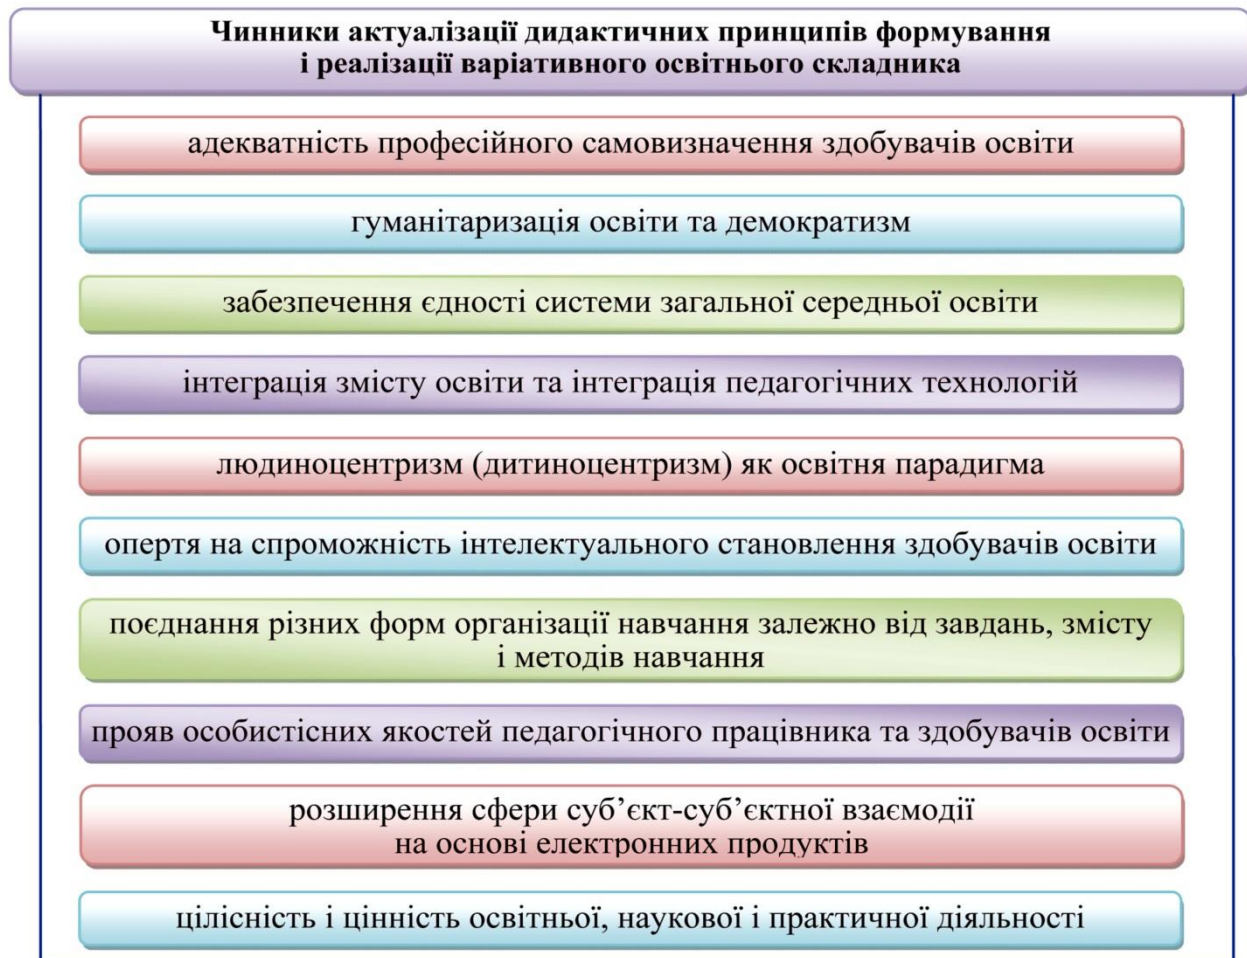 Чинники актуалізації дидактичних принципів формування
і реалізації варіативного освітнього складника
адекватність професійного самовизначення здобувачів освіти
гуманітаризація освіти та демократизм
забезпечення єдності системи загальної середньої освіти
інтеграція змісту освіти та інтеграція педагогічних технологій
людиноцентризм (дитиноцентризм) як освітня парадигма
опертя на спроможність інтелектуального становлення здобувачів освіти
поєднання різних форм організації навчання залежно від завдань, змісту
і методів навчання
прояв особистісних якостей педагогічного працівника та здобувачів освіти
розширення сфери суб’єкт-суб’єктної взаємодії
на основі електронних продуктів
цілісність і цінність освітньої, наукової і практичної діяльності